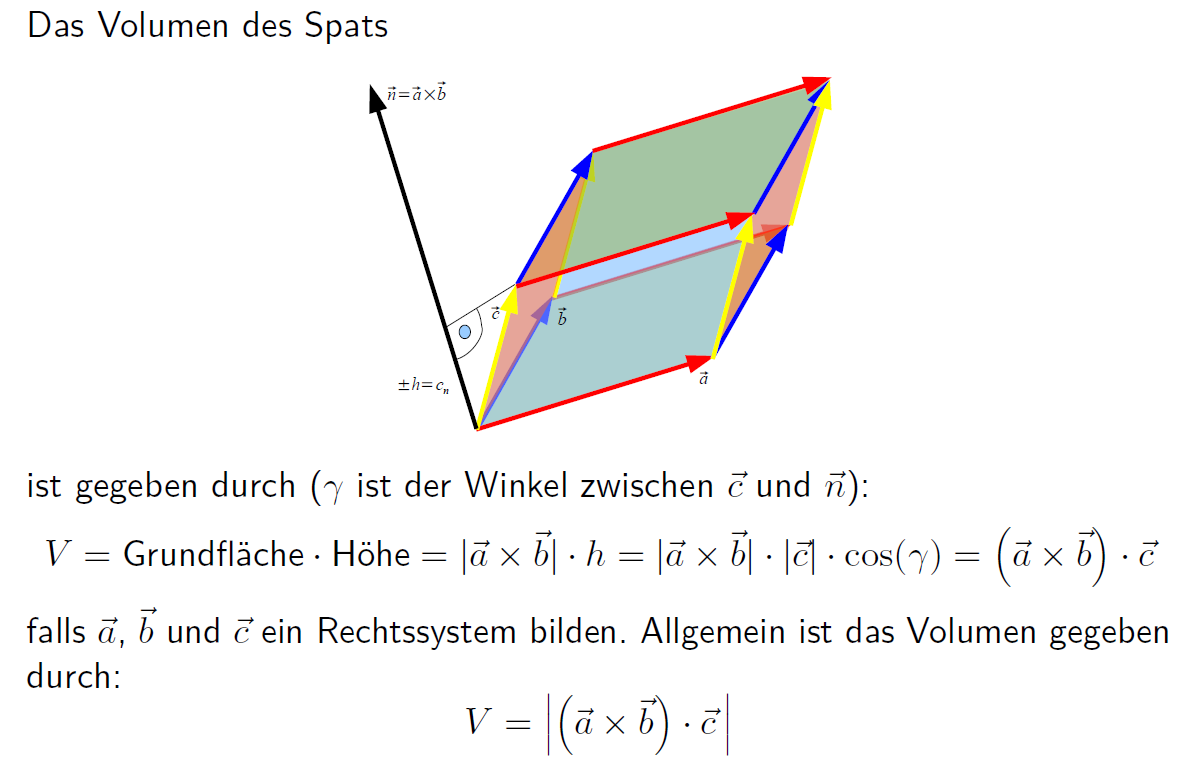 Das Volumen des Spats
n⃗=a⃗×b⃗
c⃗
b⃗
a⃗
±h=cₙ
ist gegeben durch (γ ist der Winkel zwischen c⃗ und n⃗):
V = Grundfläche · Höhe = |a⃗ × b⃗| · h = |a⃗ × b⃗| · |c⃗| · cos(γ) = (a⃗ × b⃗) · c⃗
falls a⃗, b⃗ und c⃗ ein Rechtssystem bilden. Allgemein ist das Volumen gegeben
durch:
V = |(a⃗ × b⃗) · c⃗|